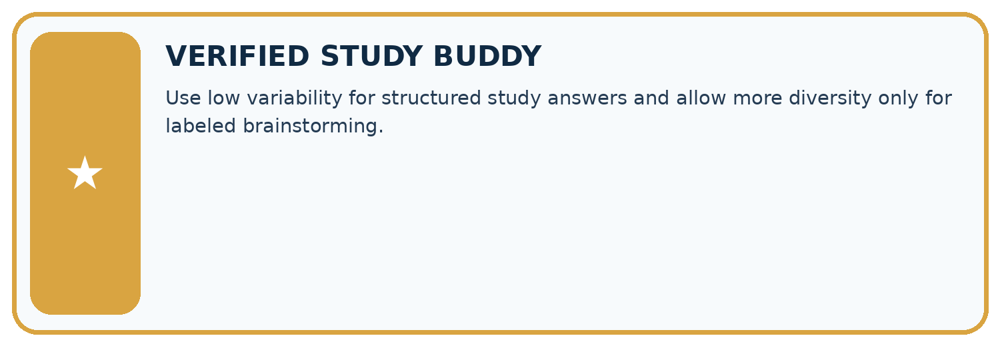 VERIFIED STUDY BUDDY
Use low variability for structured study answers and allow more diversity only for
labeled brainstorming.